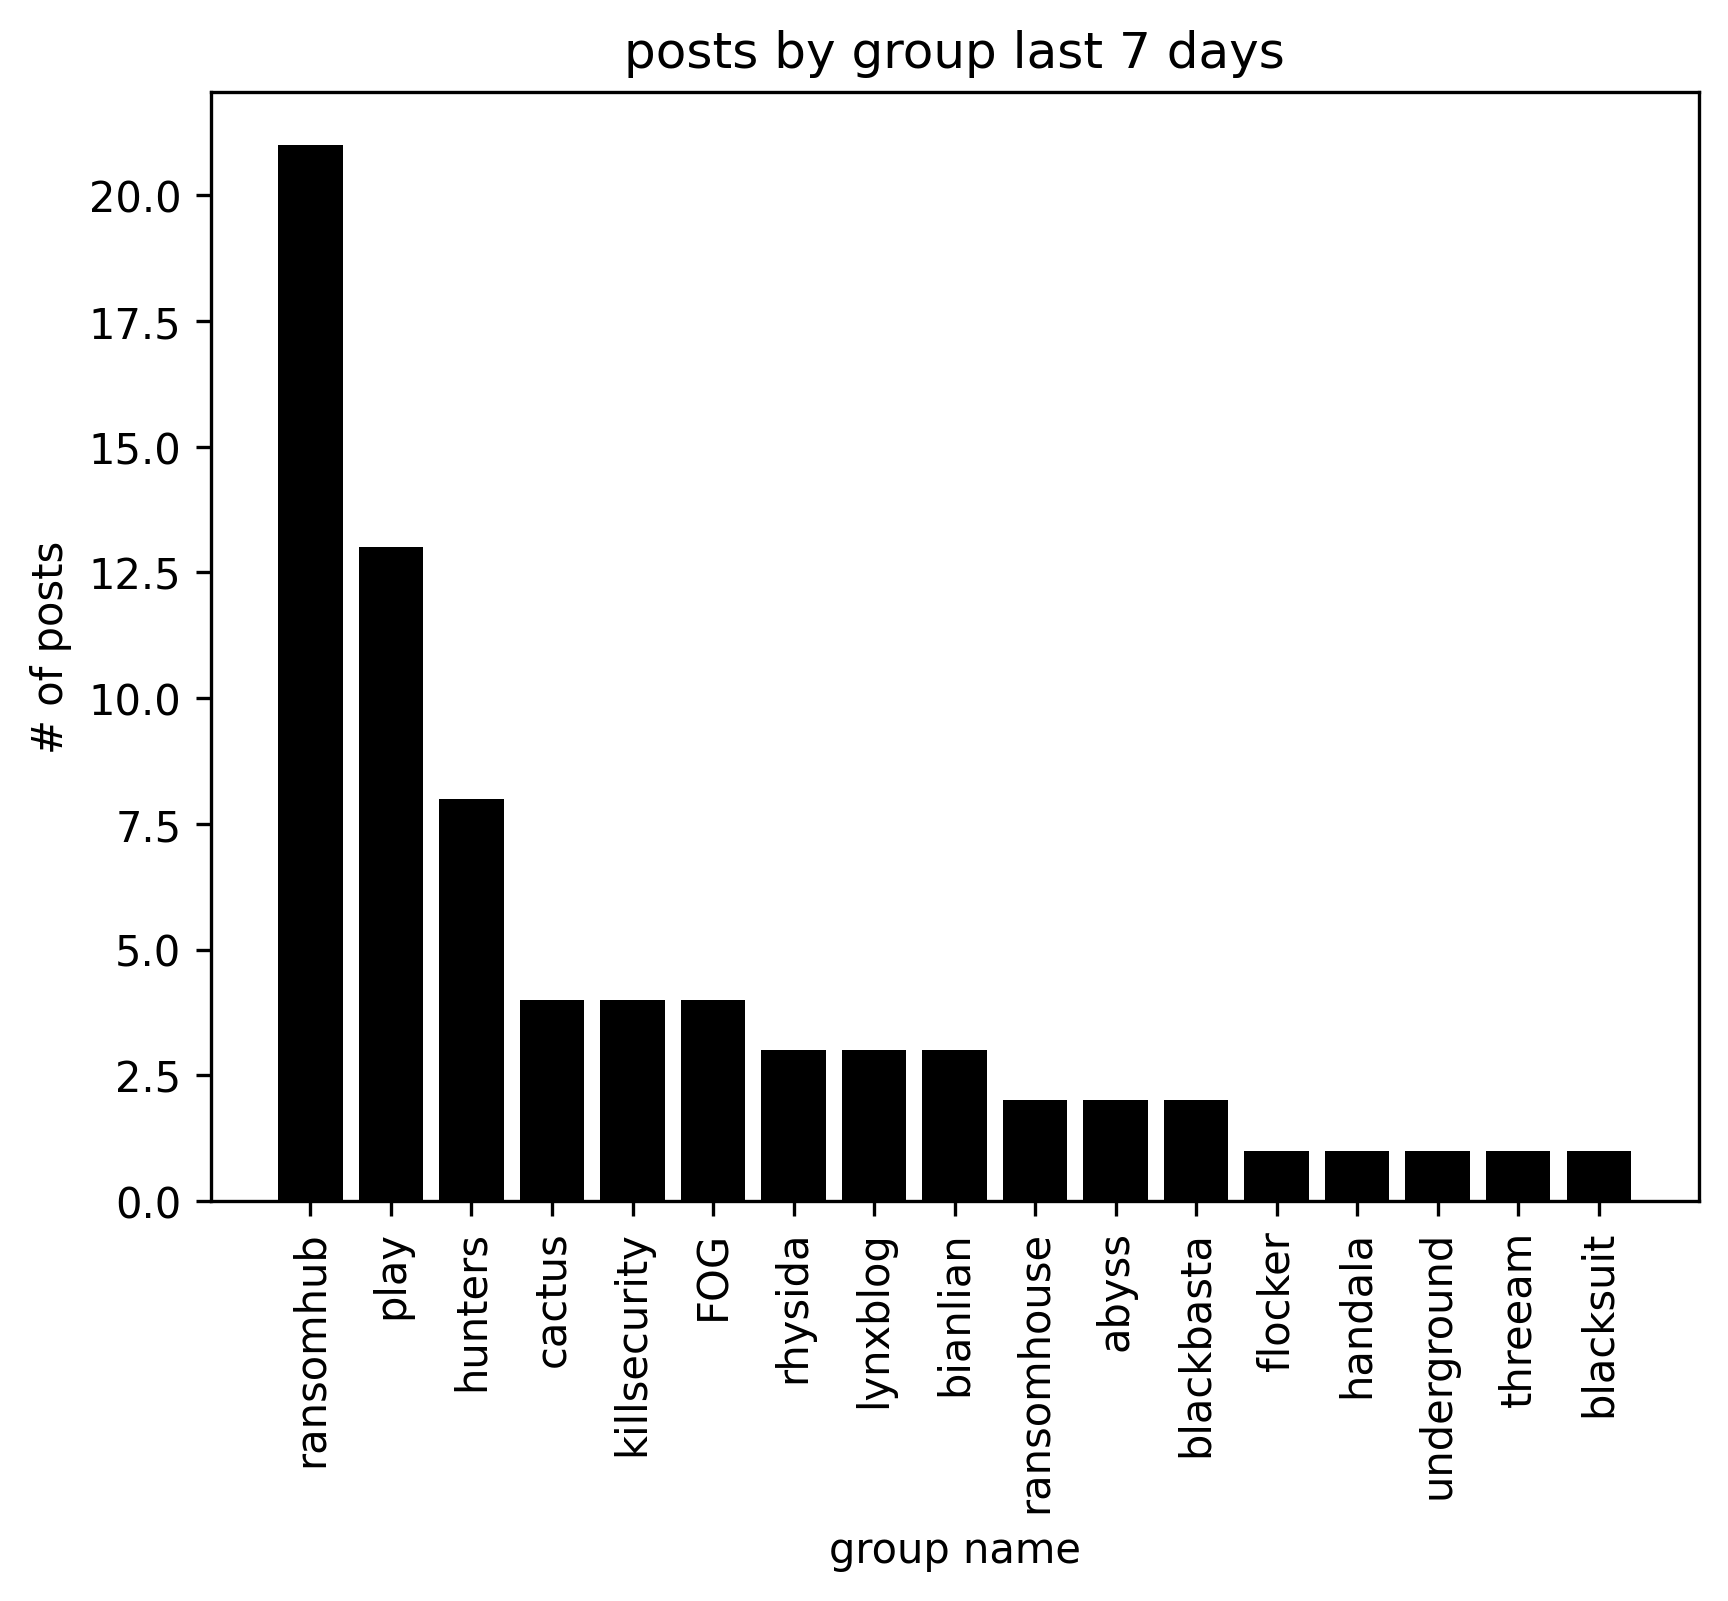 posts by group last 7 days
# of posts
20.0
17.5
15.0
12.5
10.0
7.5
5.0
2.5
0.0
ransomhub
play
hunters
cactus
killsecurity
FOG
rhysida
lynxblog
bianlian
ransomhouse
abyss
blackbasta
flocker
handala
underground
threeam
blacksuit
group name